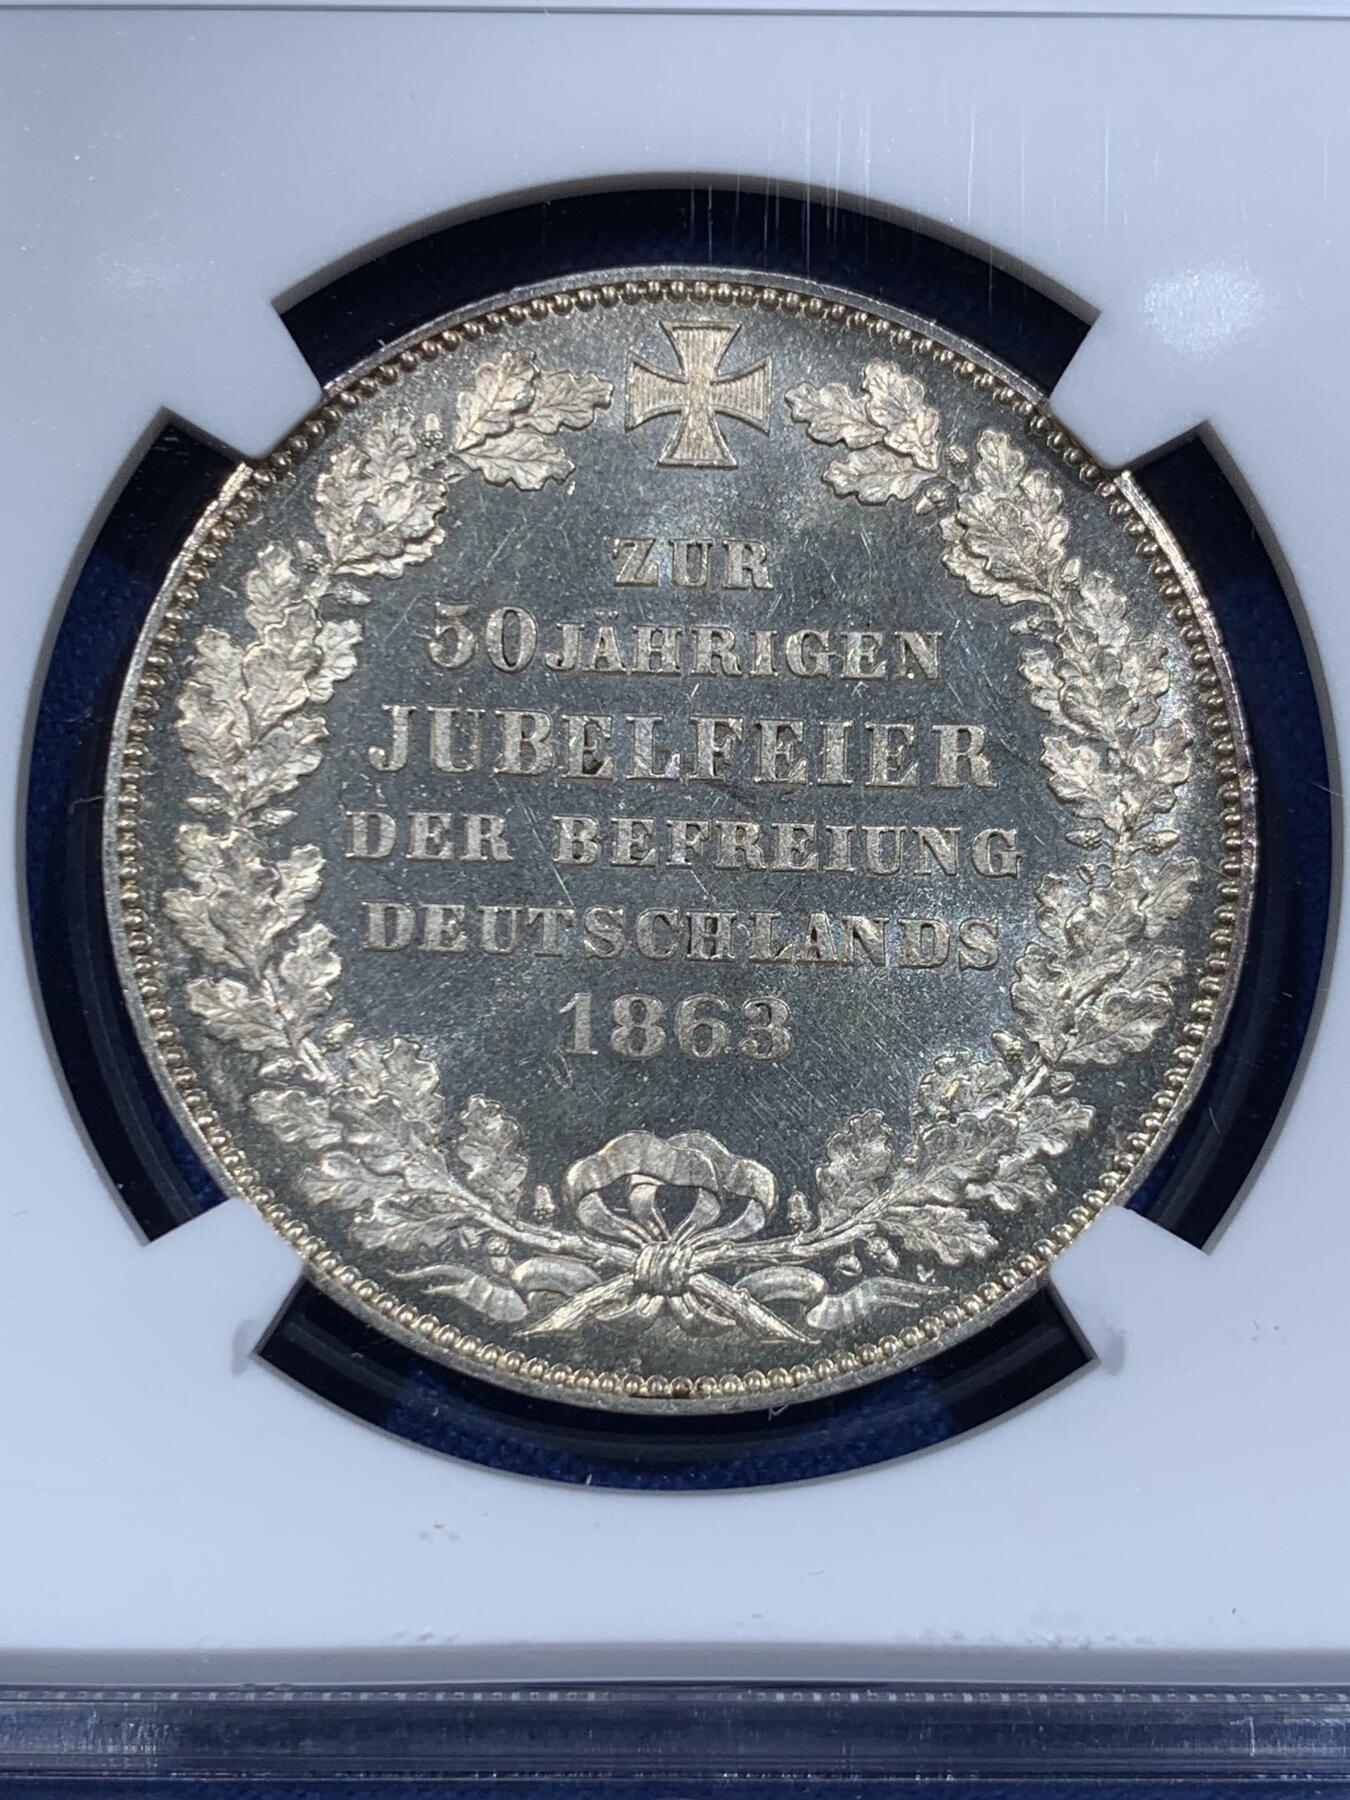 ZUR
50 JÄHRIGEN
JUBELFEIER
DER BEFREIUNG
DEUTSCHLANDS
1863